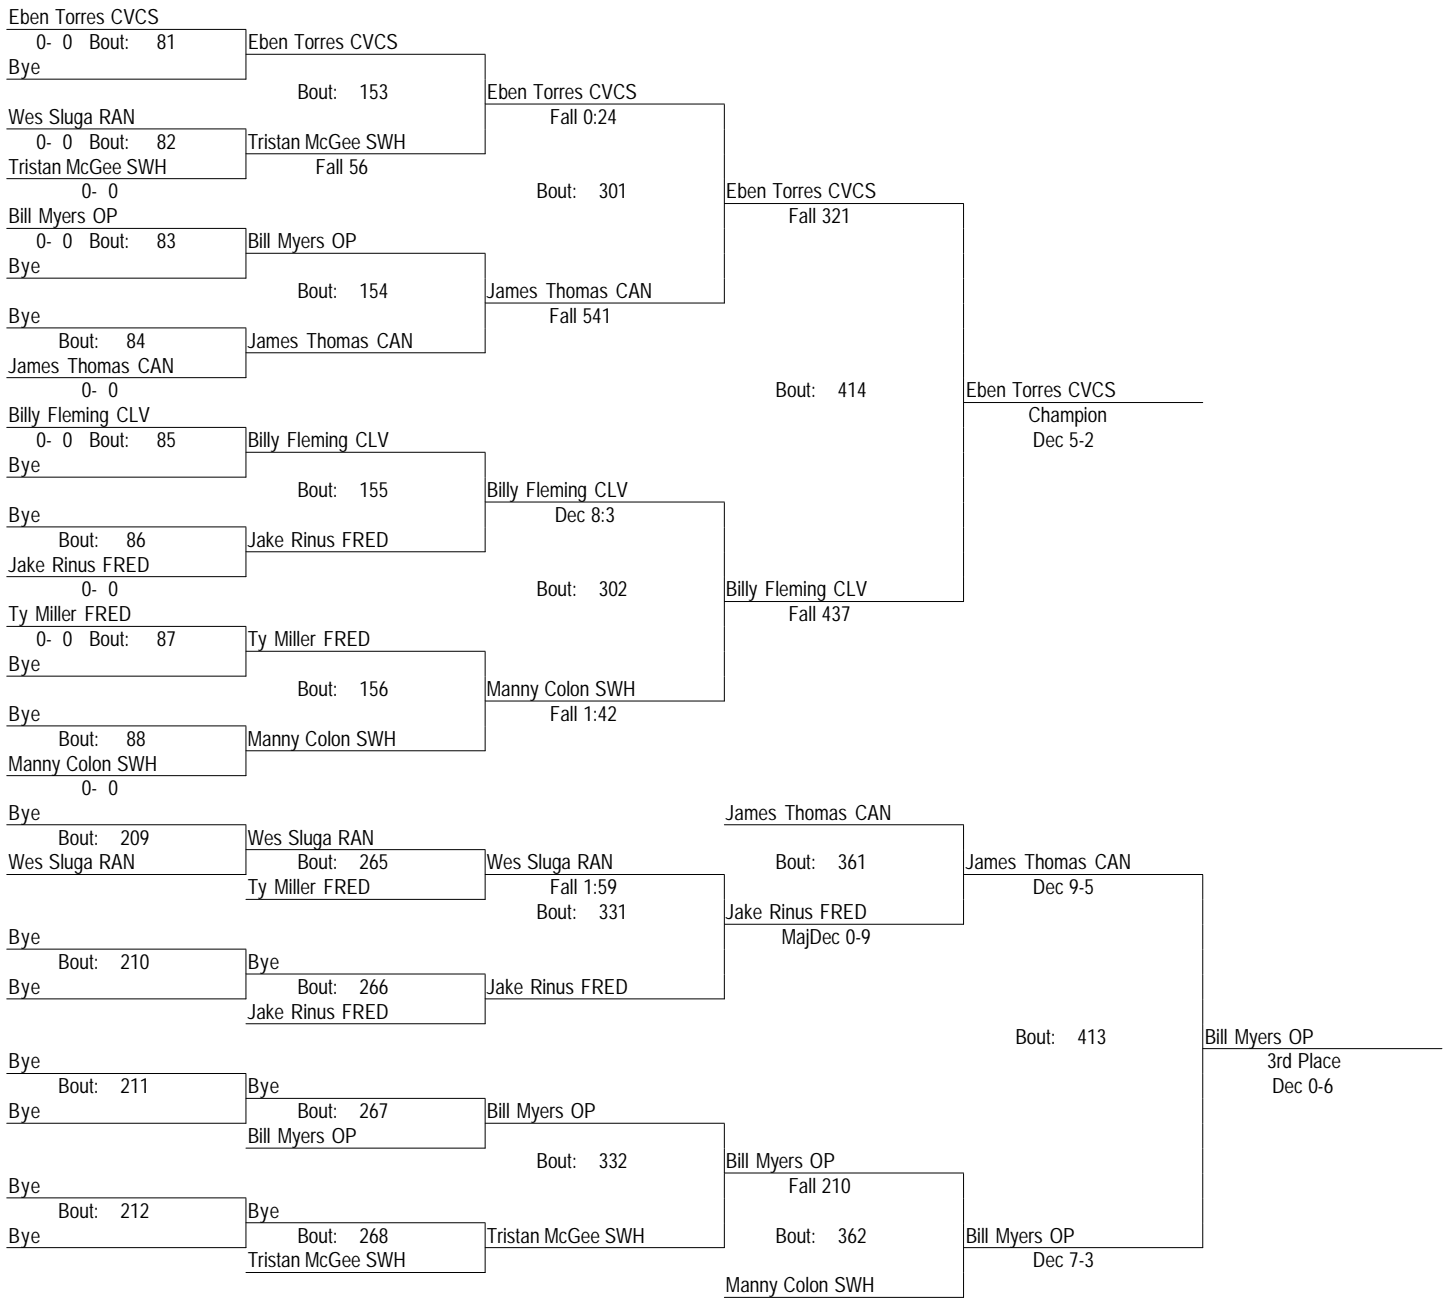 Eben Torres CVCS
0- 0 Bout: 81
Eben Torres CVCS
Bye
Bout: 153
Eben Torres CVCS
Wes Sluga RAN
Fall 0:24
0- 0 Bout: 82
Tristan McGee SWH
Tristan McGee SWH
Fall 56
0- 0
Bout: 301
Eben Torres CVCS
Bill Myers OP
Fall 321
0- 0 Bout: 83
Bill Myers OP
Bye
Bout: 154
James Thomas CAN
Bye
Fall 541
Bout: 84
James Thomas CAN
James Thomas CAN
0- 0
Bout: 414
Eben Torres CVCS
Billy Fleming CLV
Champion
0- 0 Bout: 85
Billy Fleming CLV
Dec 5-2
Bye
Bout: 155
Billy Fleming CLV
Bye
Dec 8:3
Bout: 86
Jake Rinus FRED
Jake Rinus FRED
0- 0
Bout: 302
Billy Fleming CLV
Ty Miller FRED
Fall 437
0- 0 Bout: 87
Ty Miller FRED
Bye
Bout: 156
Manny Colon SWH
Bye
Fall 1:42
Bout: 88
Manny Colon SWH
Manny Colon SWH
0- 0
Bye
James Thomas CAN
Bout: 209
Wes Sluga RAN
Wes Sluga RAN
Bout: 265
Wes Sluga RAN
Bout: 361
James Thomas CAN
Ty Miller FRED
Fall 1:59
Dec 9-5
Bout: 331
Jake Rinus FRED
Bye
MajDec 0-9
Bout: 210
Bye
Bye
Bout: 266
Jake Rinus FRED
Jake Rinus FRED
Bout: 413
Bill Myers OP
Bye
3rd Place
Bout: 211
Bye
Dec 0-6
Bye
Bout: 267
Bill Myers OP
Bill Myers OP
Bout: 332
Bill Myers OP
Bye
Fall 210
Bout: 212
Bye
Bye
Bout: 268
Tristan McGee SWH
Bout: 362
Bill Myers OP
Tristan McGee SWH
Dec 7-3
Manny Colon SWH